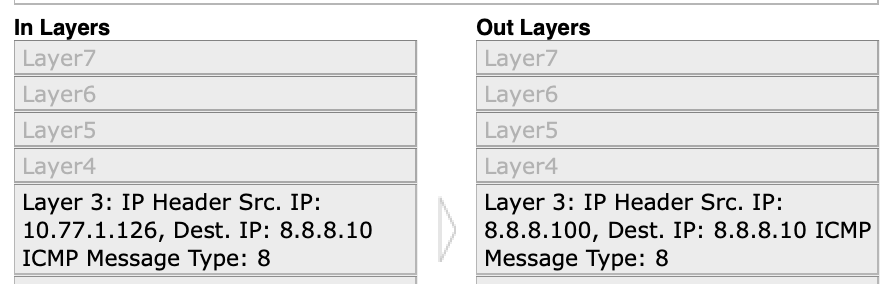 In Layers
Layer7
Layer6
Layer5
Layer4
Layer 3: IP Header Src. IP:
10.77.1.126, Dest. IP: 8.8.8.10
ICMP Message Type: 8
Out Layers
Layer7
Layer6
Layer5
Layer4
Layer 3: IP Header Src. IP:
8.8.8.100, Dest. IP: 8.8.8.10 ICMP
Message Type: 8